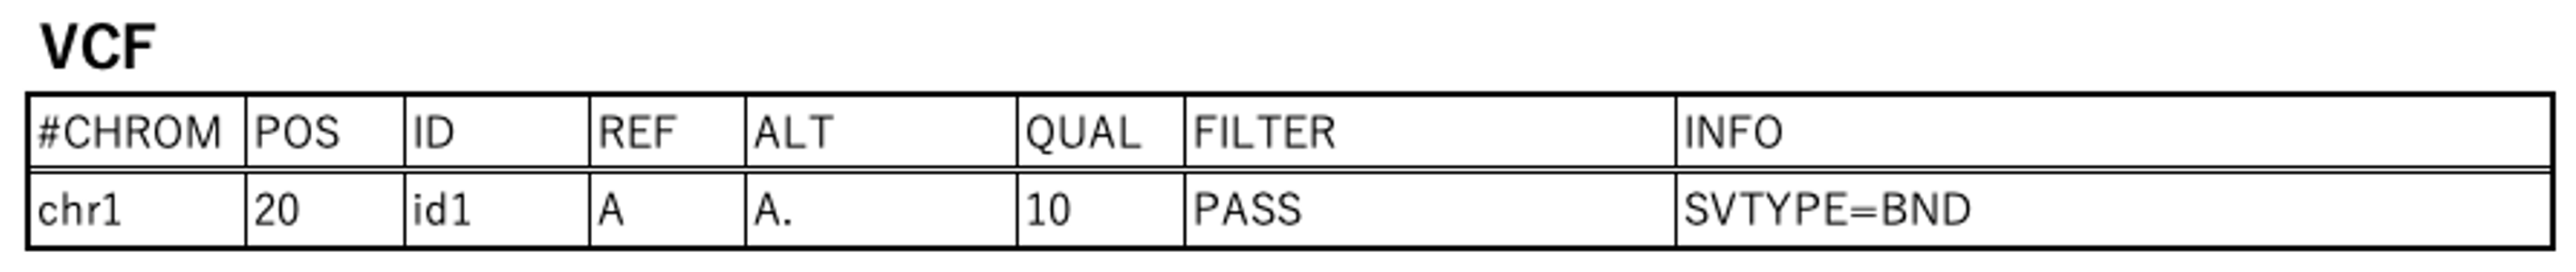 VCF
#CHROM POS ID REF ALT QUAL FILTER INFO
chr1 20 id1 A A. 10 PASS SVTYPE=BND